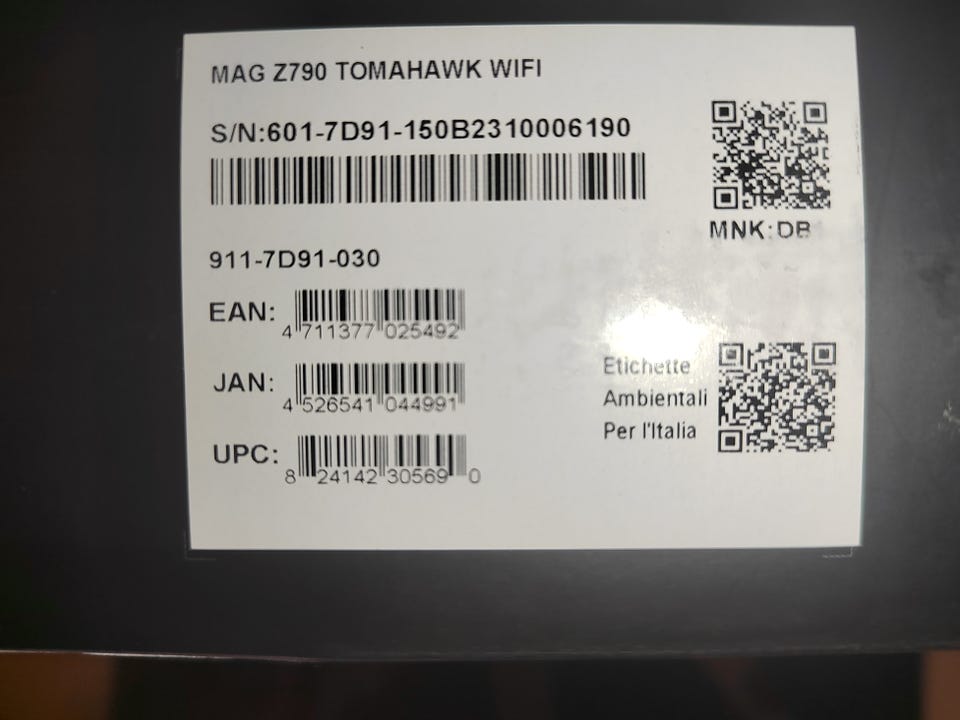 MAG Z790 TOMAHAWK WIFI
S/N:601-7D91-150B2310006190
MNK:DB
911-7D91-030
EAN:
4 711377 025492
JAN:
4 526541 044991
UPC:
8 24142 30569 0
Etichette
Ambientali
Per l'Italia